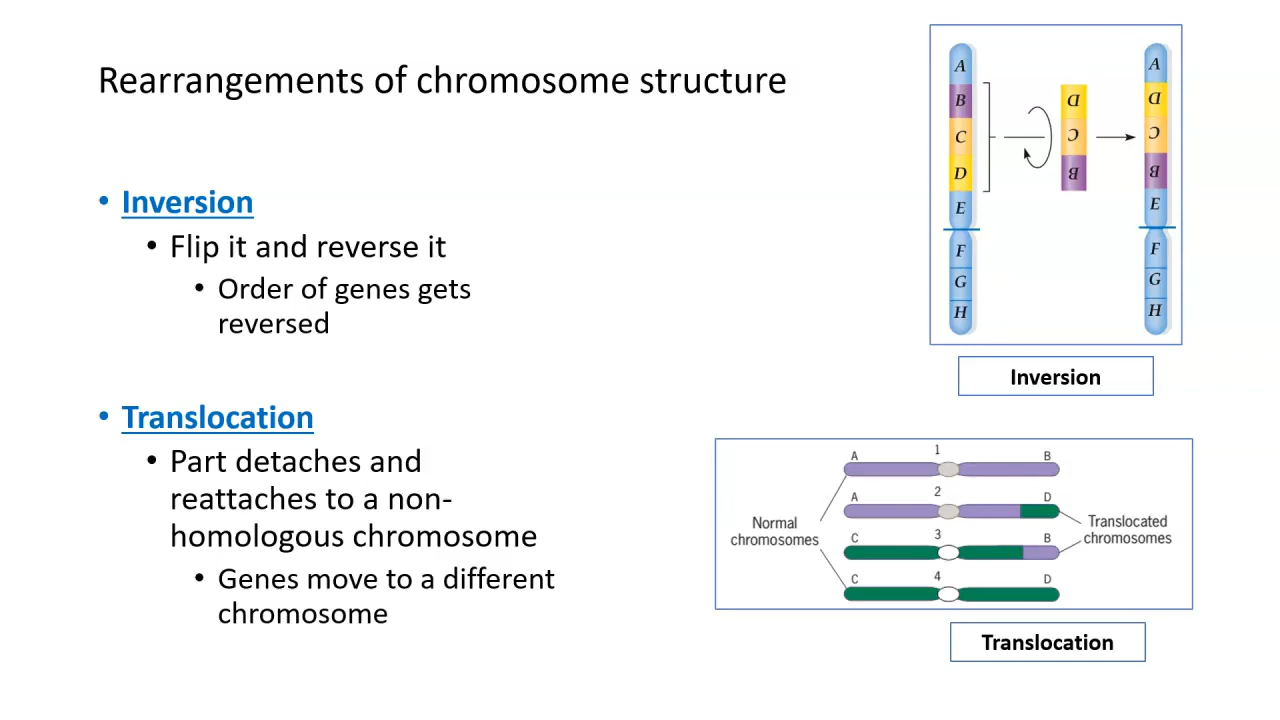 Rearrangements of chromosome structure
• Inversion
• Flip it and reverse it
• Order of genes gets
reversed
• Translocation
• Part detaches and
reattaches to a non-
homologous chromosome
• Genes move to a different
chromosome
A
B
C
D
E
F
G
H
D
C
B
A
D
C
B
E
F
G
H
Inversion
A 1 B
A 2 D
C 3 B
C 4 D
Normal
chromosomes
Translocated
chromosomes
Translocation